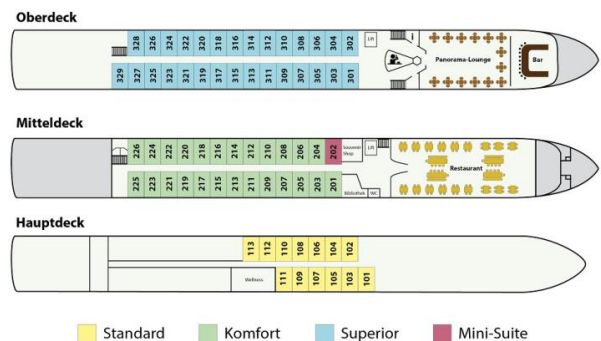 Oberdeck
328 326 324 322 320 318 316 314 312 310 308 306 304 302 Lift i
Panorama-Lounge Bar
329 327 325 323 321 319 317 315 313 311 309 307 305 303 301
Mitteldeck
226 224 222 220 218 216 214 212 210 208 206 204 202 Souvenir Lift
Shop
Restaurant
225 223 221 219 217 215 213 211 209 207 205 203 201 Bibliothek WC
Hauptdeck
113 112 110 108 106 104 102
Wellness 111 109 107 105 103 101
Standard Komfort Superior Mini-Suite